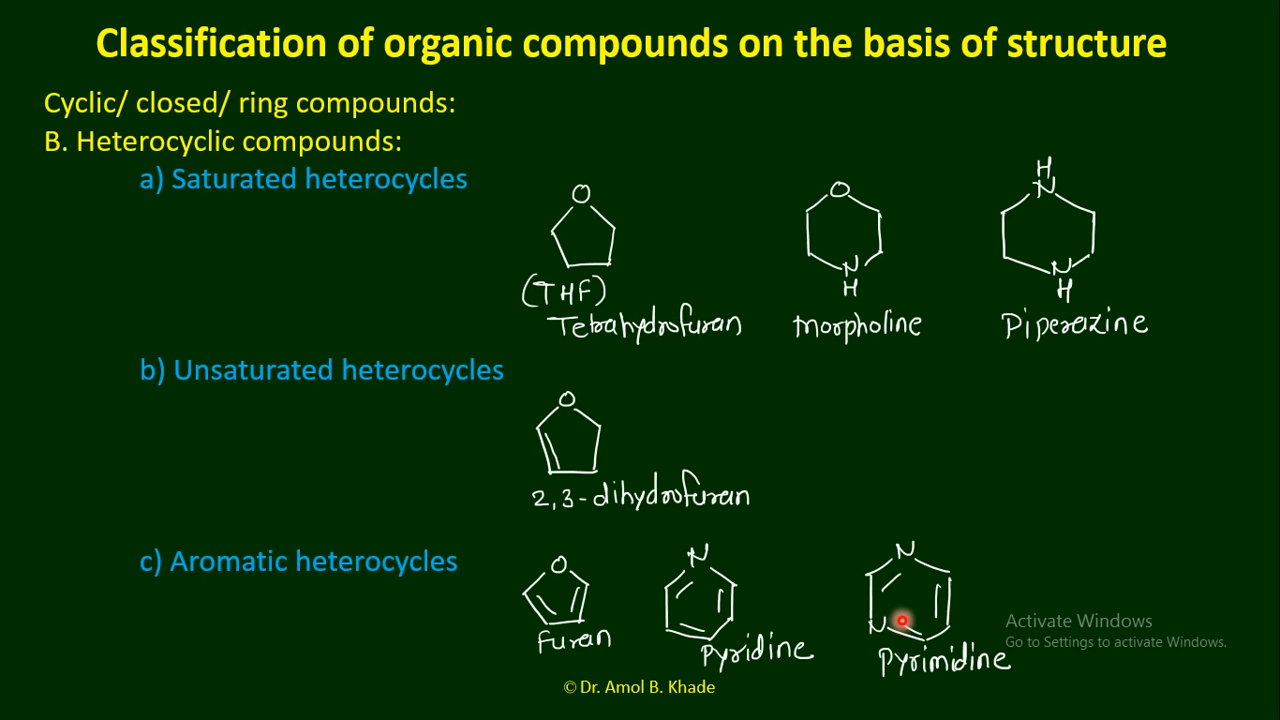 Classification of organic compounds on the basis of structure
Cyclic/ closed/ ring compounds:
B. Heterocyclic compounds:
a) Saturated heterocycles
O
O
N
H
H
N
N
H
(THF)
Tetrahydrofuran
morpholine
Piperazine
b) Unsaturated heterocycles
O
2,3-dihydrofuran
c) Aromatic heterocycles
O
N
N
N
Furan
Pyridine
Pyrimidine
Activate Windows
Go to Settings to activate Windows.
© Dr. Amol B. Khade